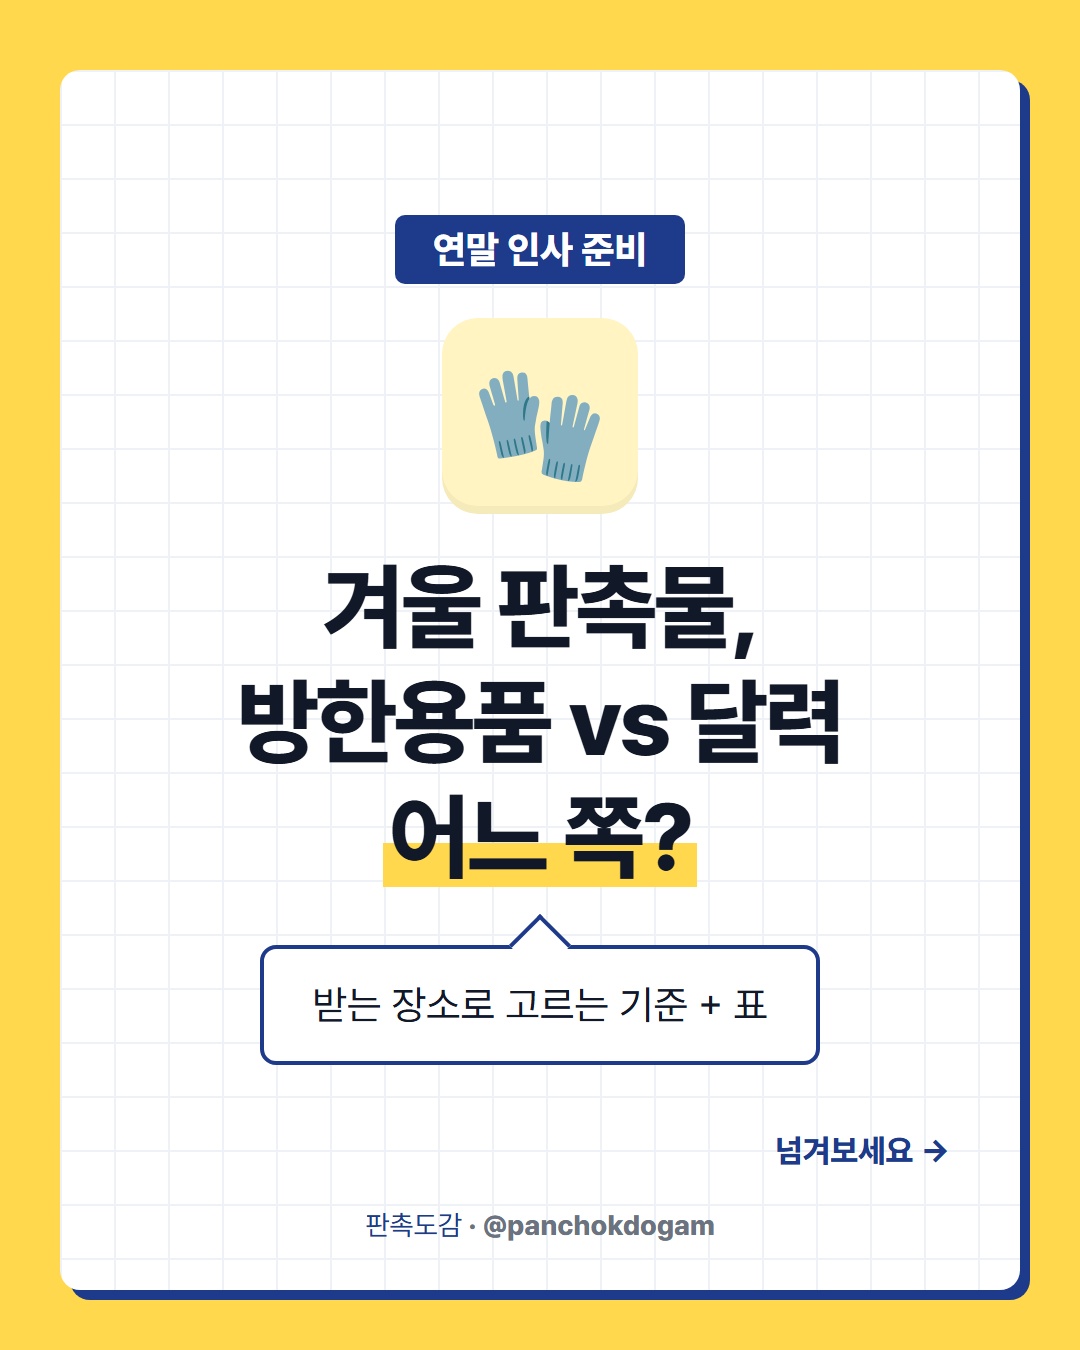 연말 인사 준비
겨울 판촉물,
방한용품 vs 달력
어느 쪽?
받는 장소로 고르는 기준 + 표
넘겨보세요 →
판촉도감 · @panchokdogam